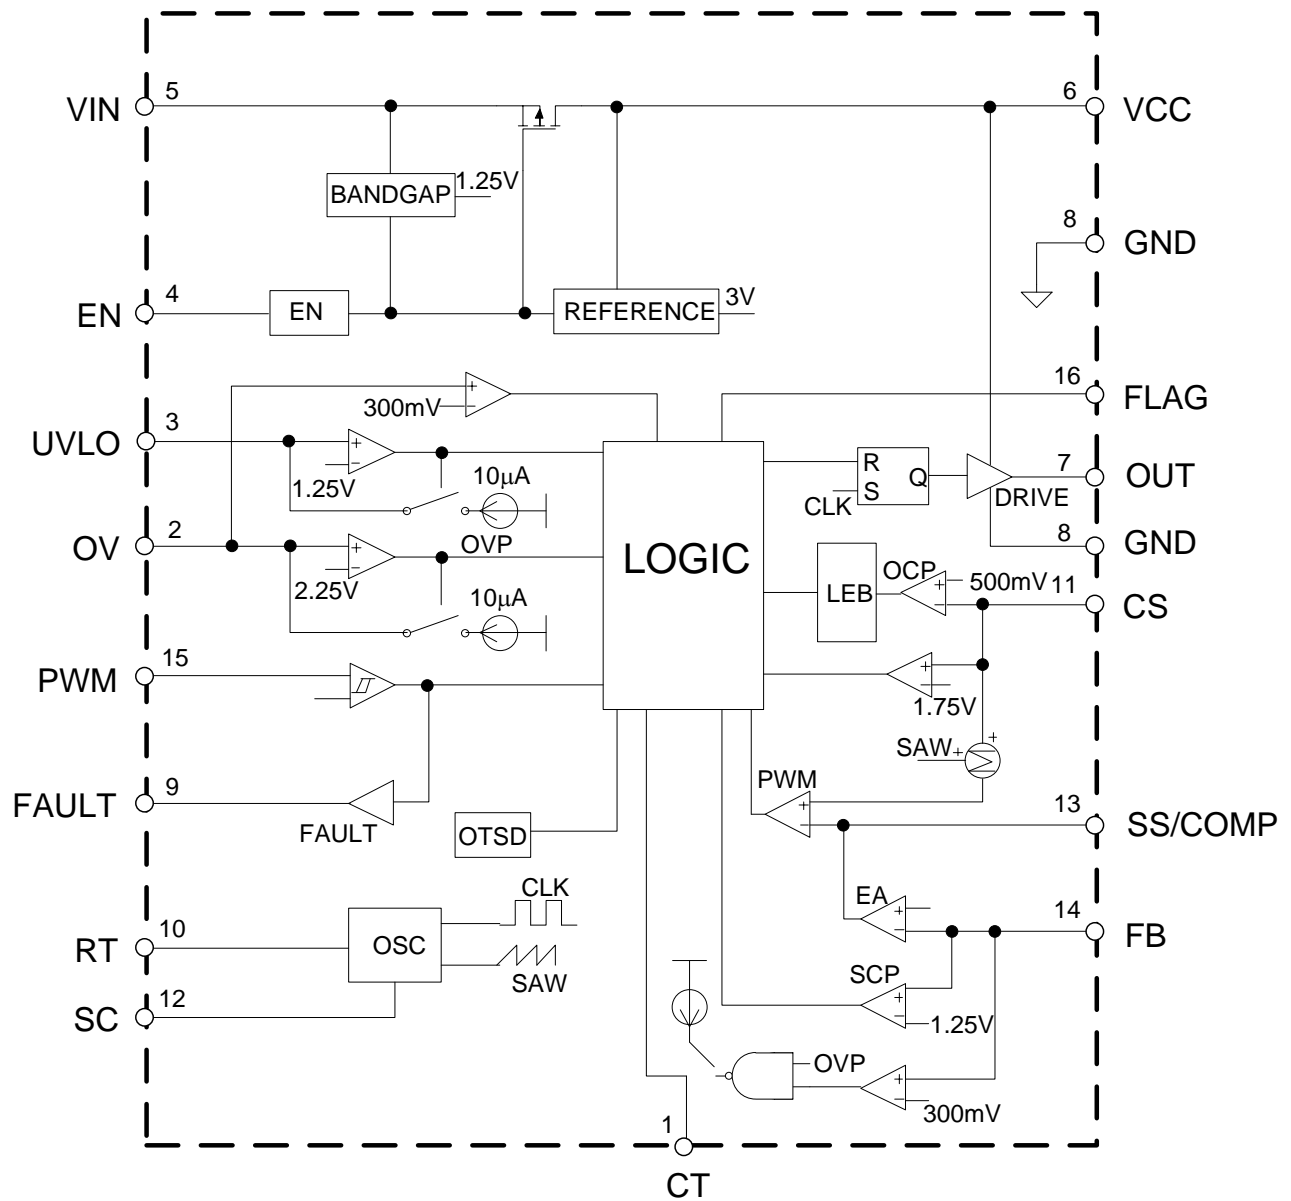 VIN
5
6
VCC
BANDGAP
1.25V
8
GND
4
EN
EN
REFERENCE
3V
16
FLAG
300mV
3
UVLO
1.25V
10μA
R
S
Q
CLK
DRIVE
7
OUT
2
OV
OVP
8
GND
2.25V
LOGIC
LEB
OCP
500mV
11
CS
10μA
15
PWM
1.75V
SAW
PWM
9
FAULT
FAULT
OTSD
13
SS/COMP
CLK
EA
10
RT
OSC
SAW
14
FB
12
SC
SCP
1.25V
OVP
300mV
1
CT